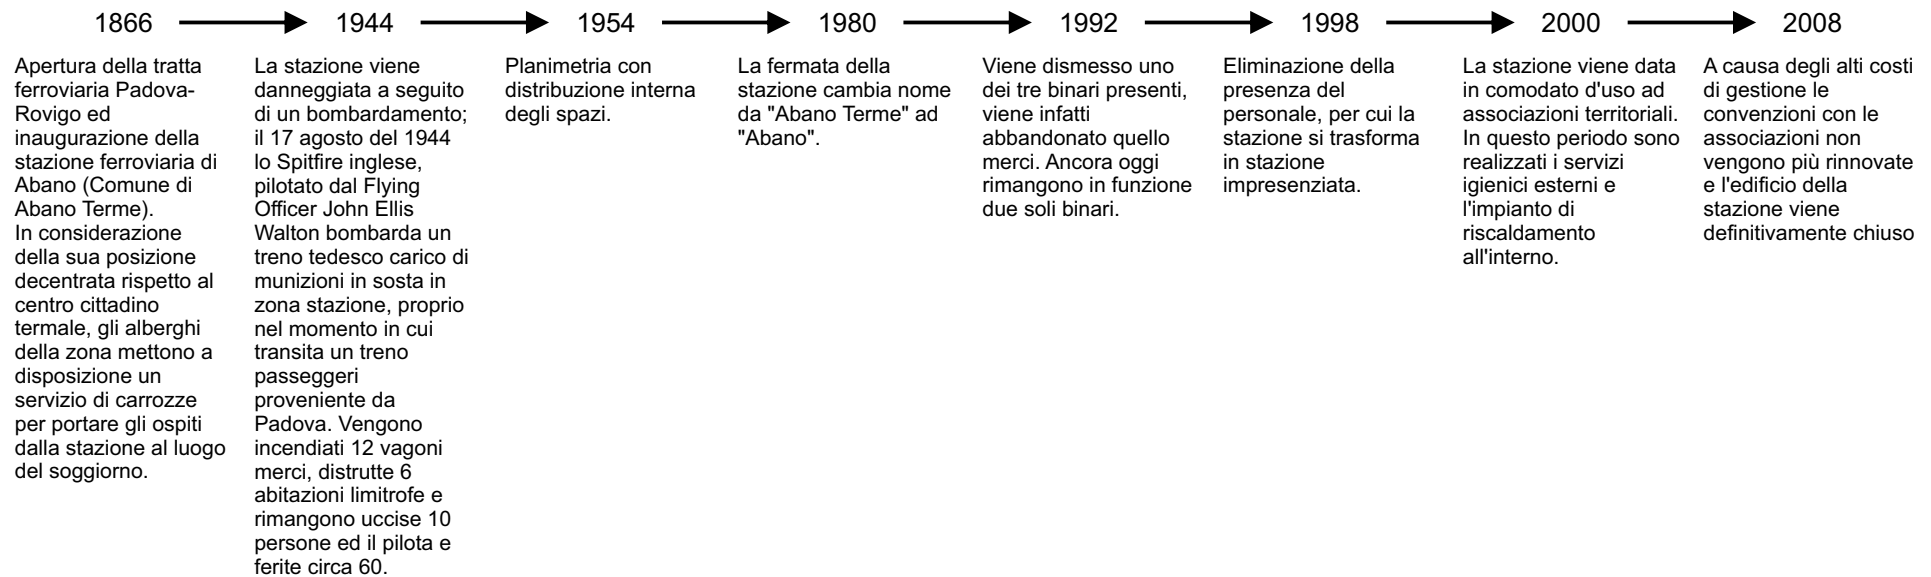 1866
1944
1954
1980
1992
1998
2000
2008
Apertura della tratta
ferroviaria Padova-
Rovigo ed
inaugurazione della
stazione ferroviaria di
Abano (Comune di
Abano Terme).
In considerazione
della sua posizione
decentrata rispetto al
centro cittadino
termale, gli alberghi
della zona mettono a
disposizione un
servizio di carrozze
per portare gli ospiti
dalla stazione al luogo
del soggiorno.
La stazione viene
danneggiata a seguito
di un bombardamento;
il 17 agosto del 1944
lo Spitfire inglese,
pilotato dal Flying
Officer John Ellis
Walton bombarda un
treno tedesco carico di
munizioni in sosta in
zona stazione, proprio
nel momento in cui
transita un treno
passeggeri
proveniente da
Padova. Vengono
incendiati 12 vagoni
merci, distrutte 6
abitazioni limitrofe e
rimangono uccise 10
persone ed il pilota e
ferite circa 60.
Planimetria con
distribuzione interna
degli spazi.
La fermata della
stazione cambia nome
da "Abano Terme" ad
"Abano".
Viene dismesso uno
dei tre binari presenti,
viene infatti
abbandonato quello
merci. Ancora oggi
rimangono in funzione
due soli binari.
Eliminazione della
presenza del
personale, per cui la
stazione si trasforma
in stazione
impresenziata.
La stazione viene data
in comodato d'uso ad
associazioni territoriali.
In questo periodo sono
realizzati i servizi
igienici esterni e
l'impianto di
riscaldamento
all'interno.
A causa degli alti costi
di gestione le
convenzioni con le
associazioni non
vengono più rinnovate
e l'edificio della
stazione viene
definitivamente chiuso